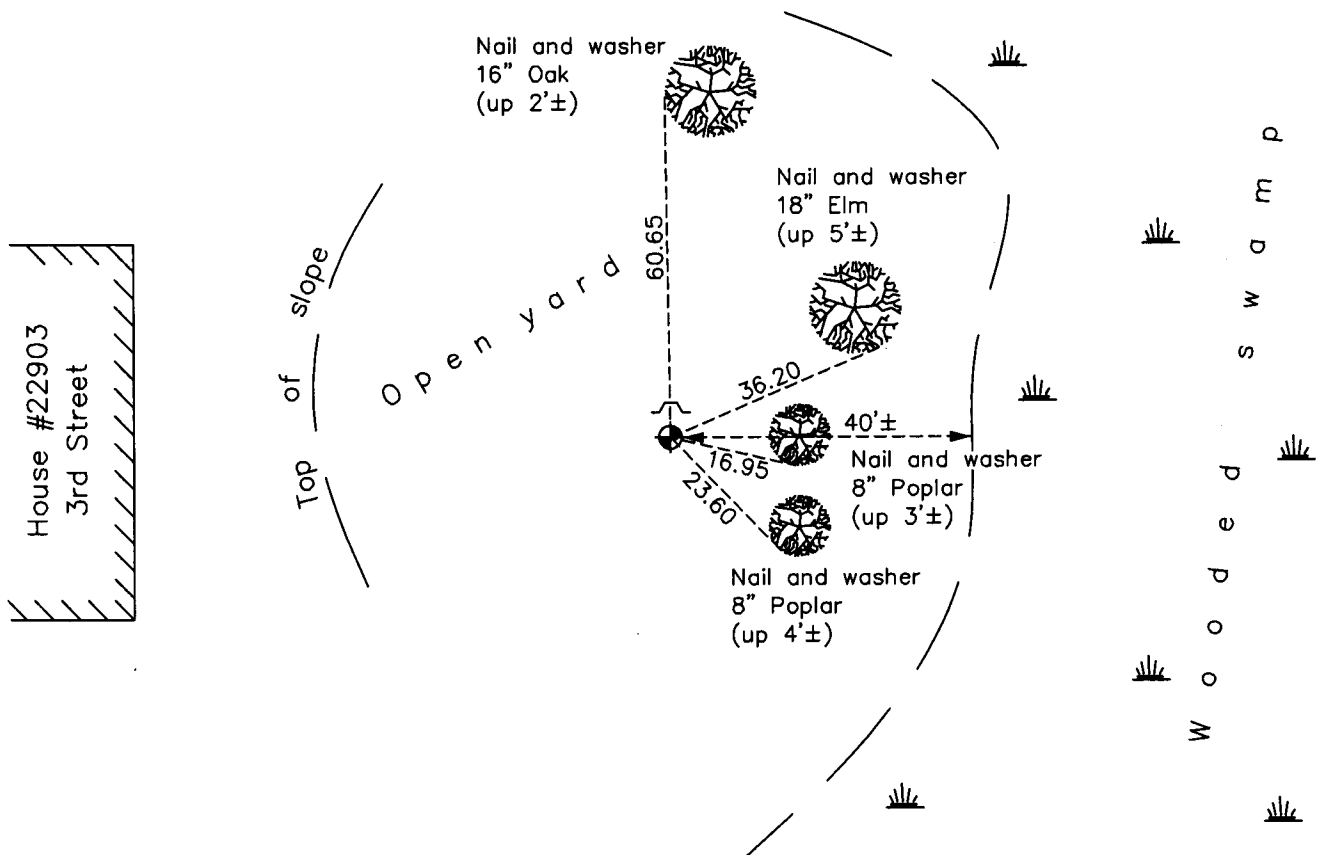 Nail and washer
16" Oak
(up 2'±)
Nail and washer
18" Elm
(up 5'±)
60.65
Open yard
Top of slope
House #22903
3rd Street
36.20
40'±
16.95
23.60
Nail and washer
8" Poplar
(up 3'±)
Nail and washer
8" Poplar
(up 4'±)
Wooded swamp